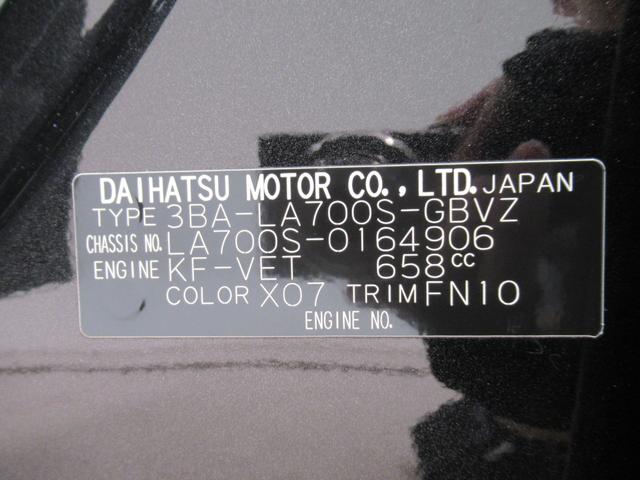 DAIHATSU MOTOR CO., LTD. JAPAN
TYPE 3BA-LA700S-GBVZ
CHASSIS NO. LA700S-0164906
ENGINE KF-VET 658cc
COLOR X07 TRIM FN10
ENGINE NO.